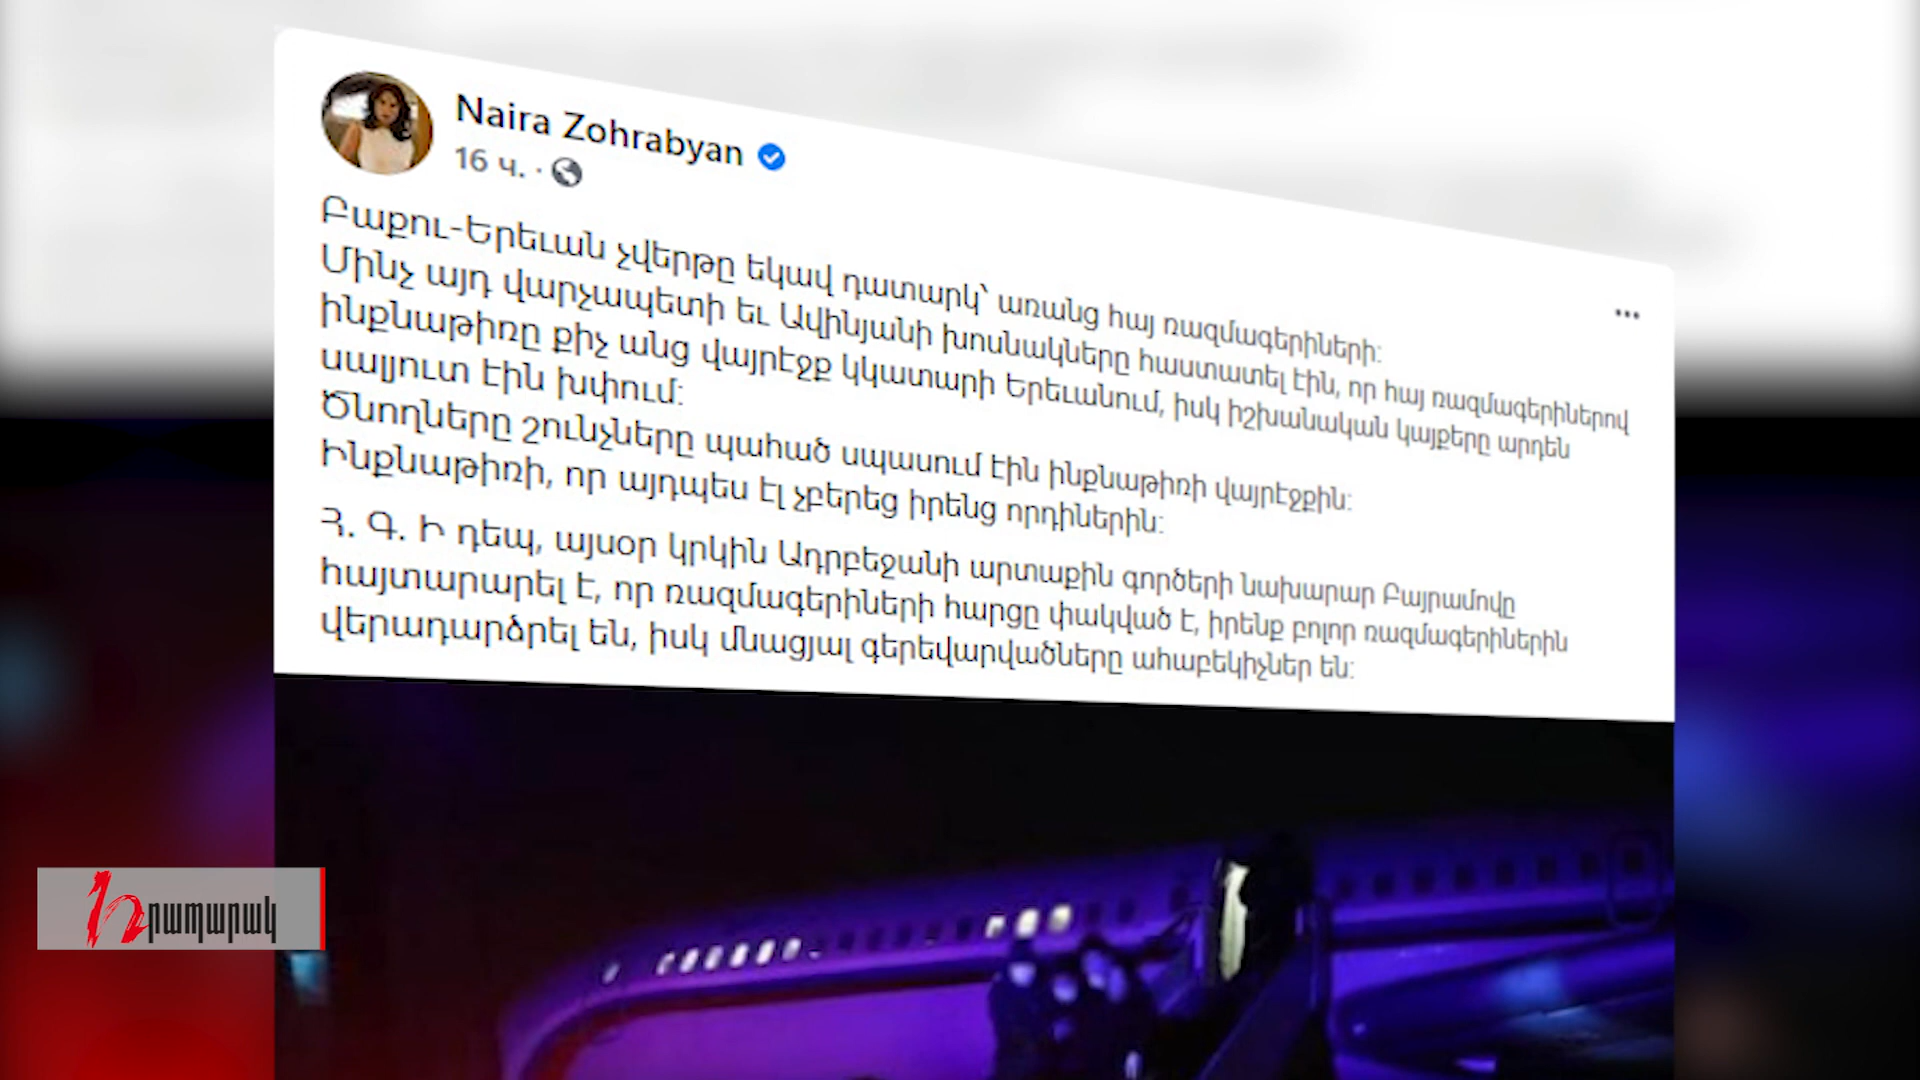 Naira Zohrabyan
16 ч. ·
Բաքու-Երեւան չվերթը եկավ դատարկ՝ առանց հայ ռազմագերիների։
Մինչ այդ վարչապետի եւ Ավինյանի խոսնակները հաստատել էին, որ հայ ռազմագերիներով
ինքնաթիռը քիչ անց վայրէջք կկատարի Երեւանում, իսկ իշխանական կայքերը արդեն
սալյուտ էին խփում։
Ծնողները շունչները պահած սպասում էին ինքնաթիռի վայրէջքին։
Ինքնաթիռի, որ այդպես էլ չբերեց իրենց որդիներին։
Հ. Գ. Ի դեպ, այսօր կրկին Ադրբեջանի արտաքին գործերի նախարար Բայրամովը
հայտարարել է, որ ռազմագերիների հարցը փակված է, իրենք բոլոր ռազմագերիներին
վերադարձրել են, իսկ մնացյալ գերեվարվածները ահաբեկիչներ են։
Հրապարակ